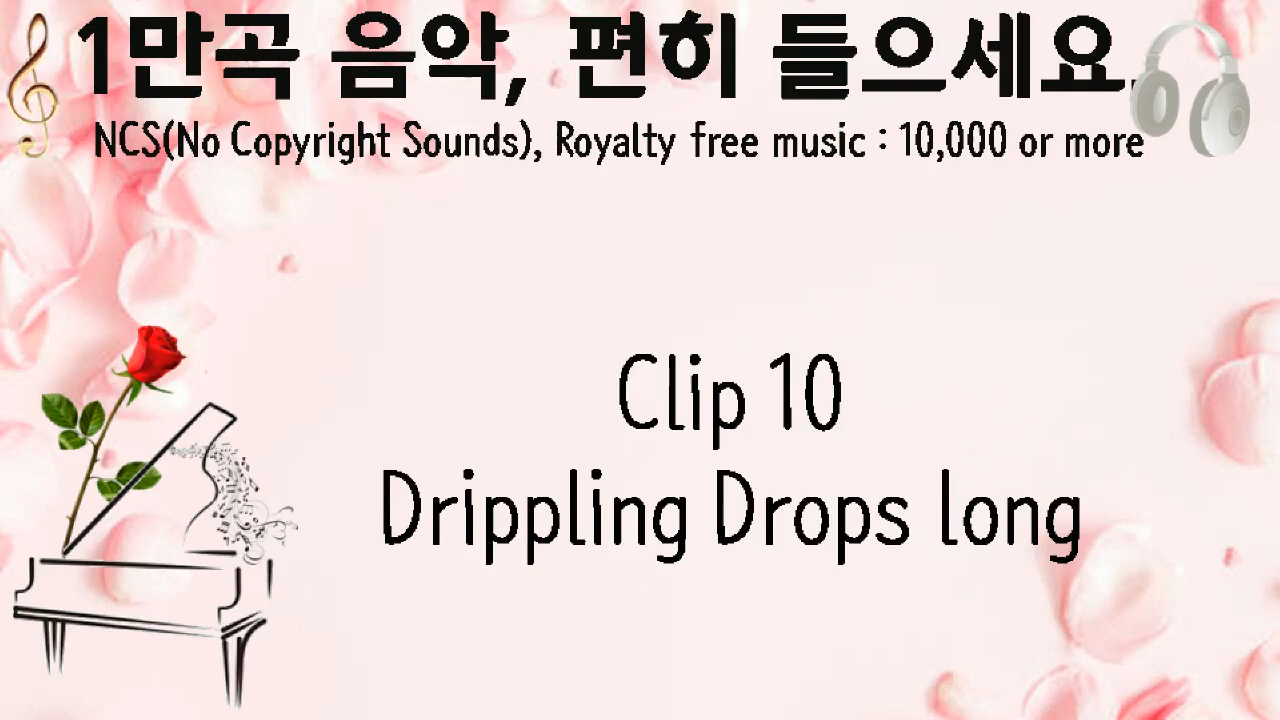 1만곡 음악, 편히 들으세요.
NCS(No Copyright Sounds), Royalty free music : 10,000 or more
Clip 10
Drippling Drops long